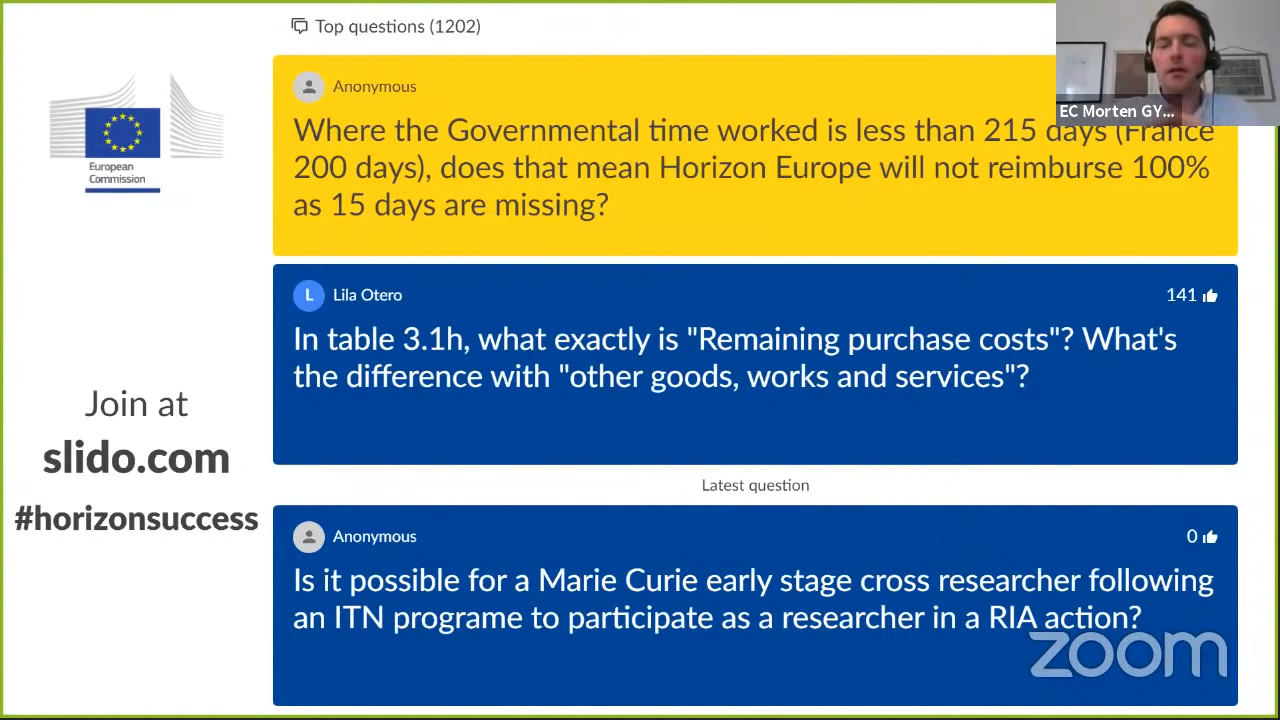 Top questions (1202)
EC Morten GY...
Anonymous
Where the Governmental time worked is less than 215 days (France
200 days), does that mean Horizon Europe will not reimburse 100%
as 15 days are missing?
European
Commission
L
Lila Otero
141
In table 3.1h, what exactly is "Remaining purchase costs"? What's
the difference with "other goods, works and services"?
Join at
slido.com
#horizonsuccess
Latest question
Anonymous
0
Is it possible for a Marie Curie early stage cross researcher following
an ITN programe to participate as a researcher in a RIA action?
zoom